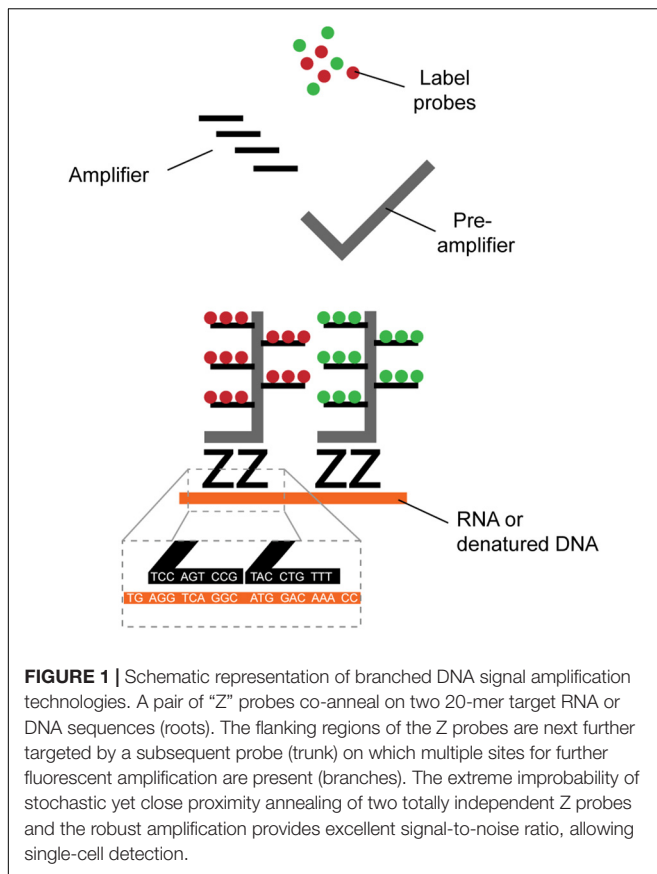 Label
probes
Amplifier
Pre-
amplifier
ZZ ZZ
RNA or
denatured DNA
TCC AGT CCG TAC CTG TTT
TG AGG TCA GGC ATG GAC AAA CC
FIGURE 1 | Schematic representation of branched DNA signal amplification
technologies. A pair of “Z” probes co-anneal on two 20-mer target RNA or
DNA sequences (roots). The flanking regions of the Z probes are next further
targeted by a subsequent probe (trunk) on which multiple sites for further
fluorescent amplification are present (branches). The extreme improbability of
stochastic yet close proximity annealing of two totally independent Z probes
and the robust amplification provides excellent signal-to-noise ratio, allowing
single-cell detection.